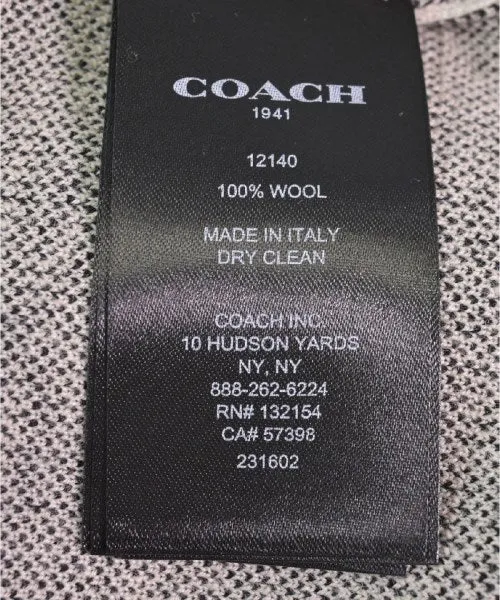 COACH
1941
12140
100% WOOL
MADE IN ITALY
DRY CLEAN
COACH INC.
10 HUDSON YARDS
NY, NY
888-262-6224
RN# 132154
CA# 57398
231602